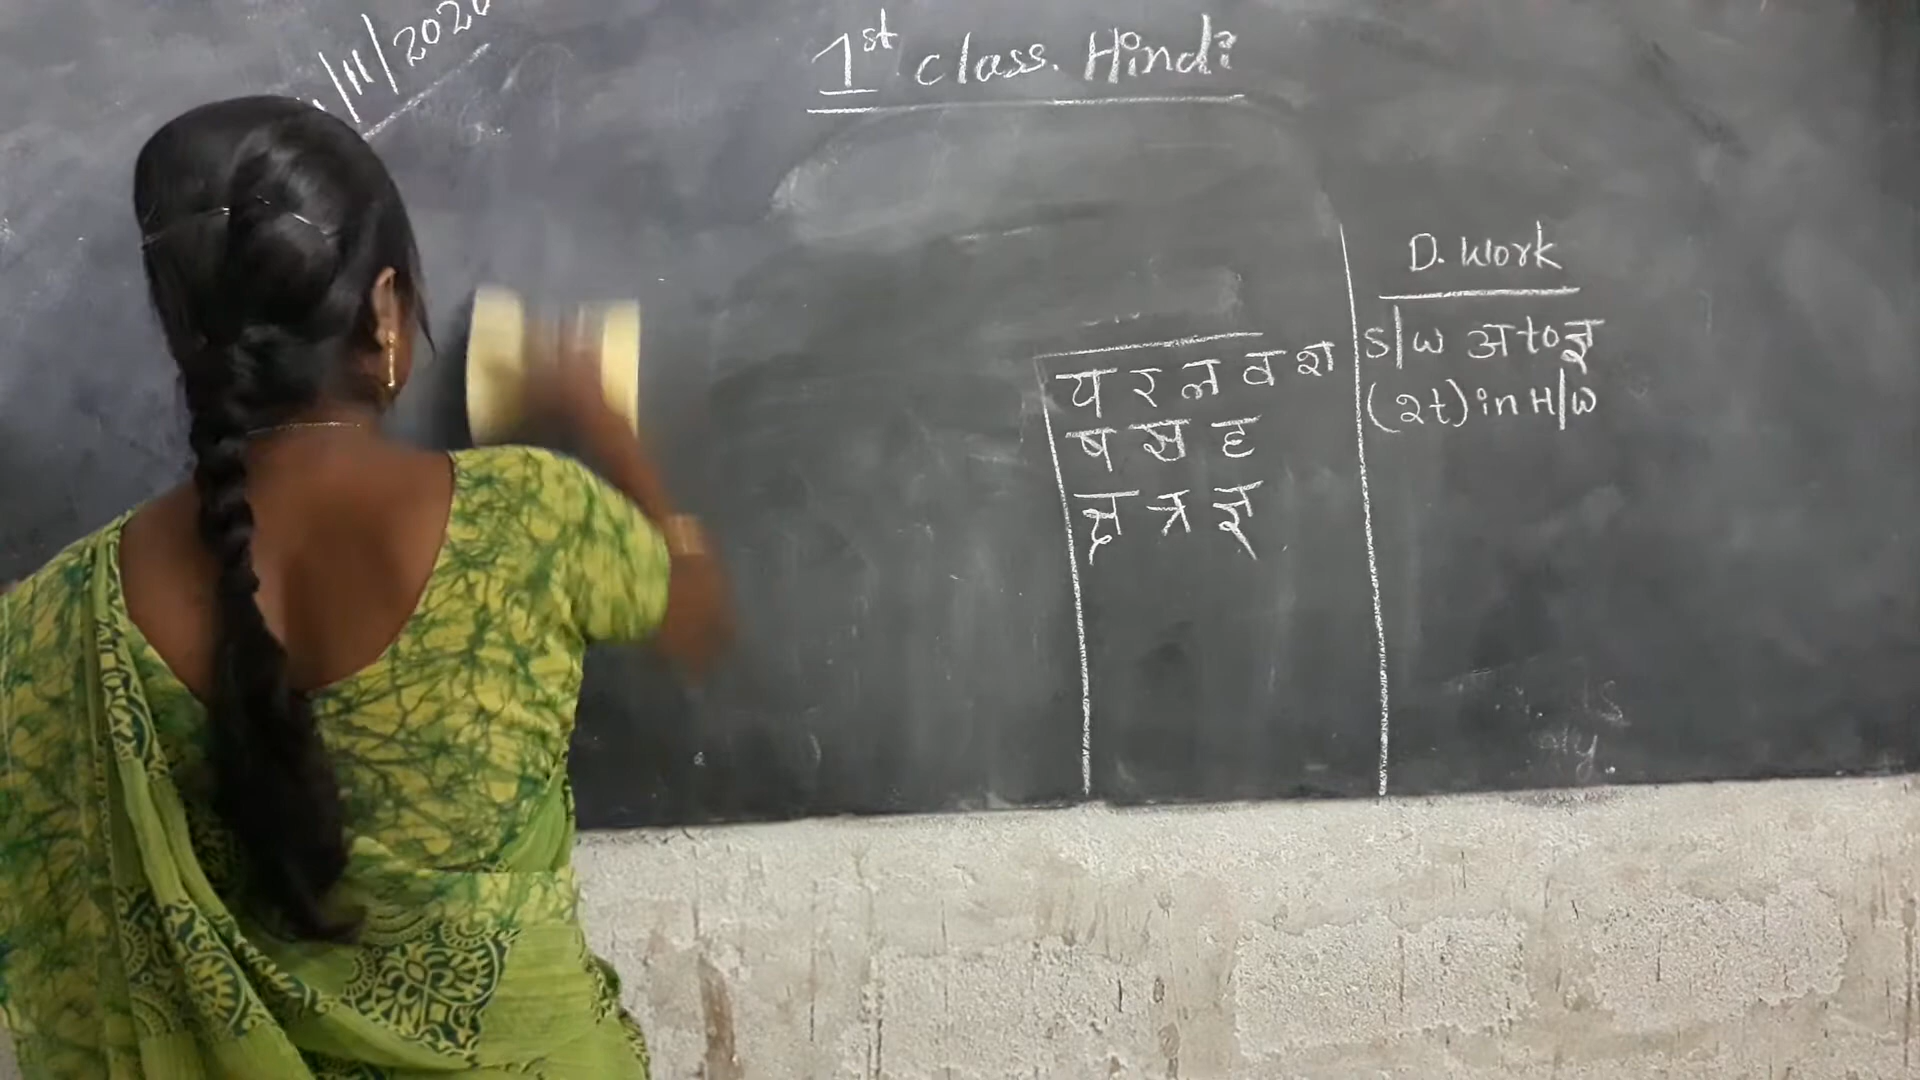 /11/2020
1st class. Hindi
य र ल व श
ष स ह
क्ष त्र ज्ञ
D. Work
S/w अ to ज्ञ
(2t) in H/W